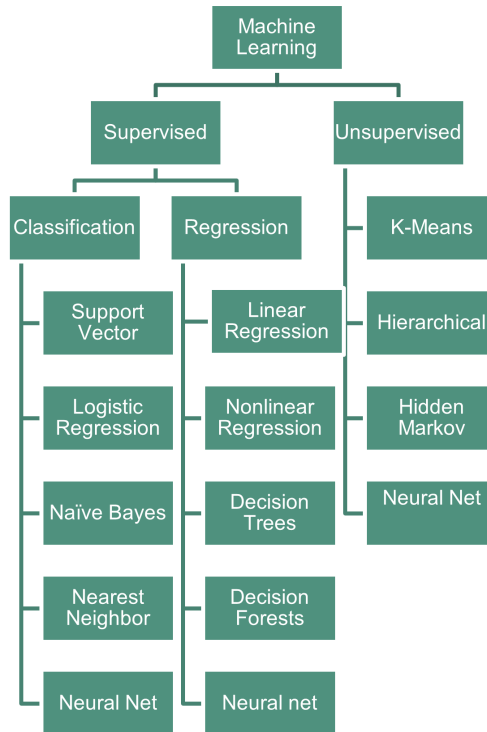 Machine
Learning
Supervised
Unsupervised
Classification
Regression
K-Means
Support
Vector
Linear
Regression
Hierarchical
Logistic
Regression
Nonlinear
Regression
Hidden
Markov
Naïve Bayes
Decision
Trees
Neural Net
Nearest
Neighbor
Decision
Forests
Neural Net
Neural net